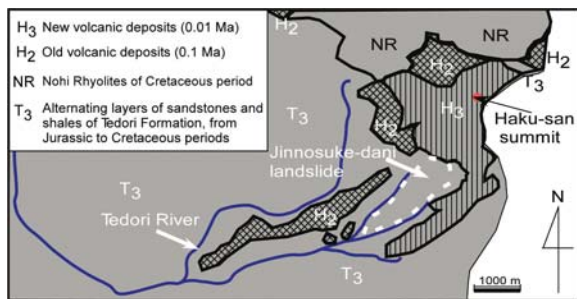 H3 New volcanic deposits (0.01 Ma)
H2 Old volcanic deposits (0.1 Ma)
NR Nohi Rhyolites of Cretaceous period
T3 Alternating layers of sandstones and
shales of Tedori Formation, from
Jurassic to Cretaceous periods
H2
NR
NR
H2
H2
T3
T3
H3
Haku-san
summit
H2
Jinnosuke-dani
landslide
T3
H2
Tedori River
N
T3
1000 m